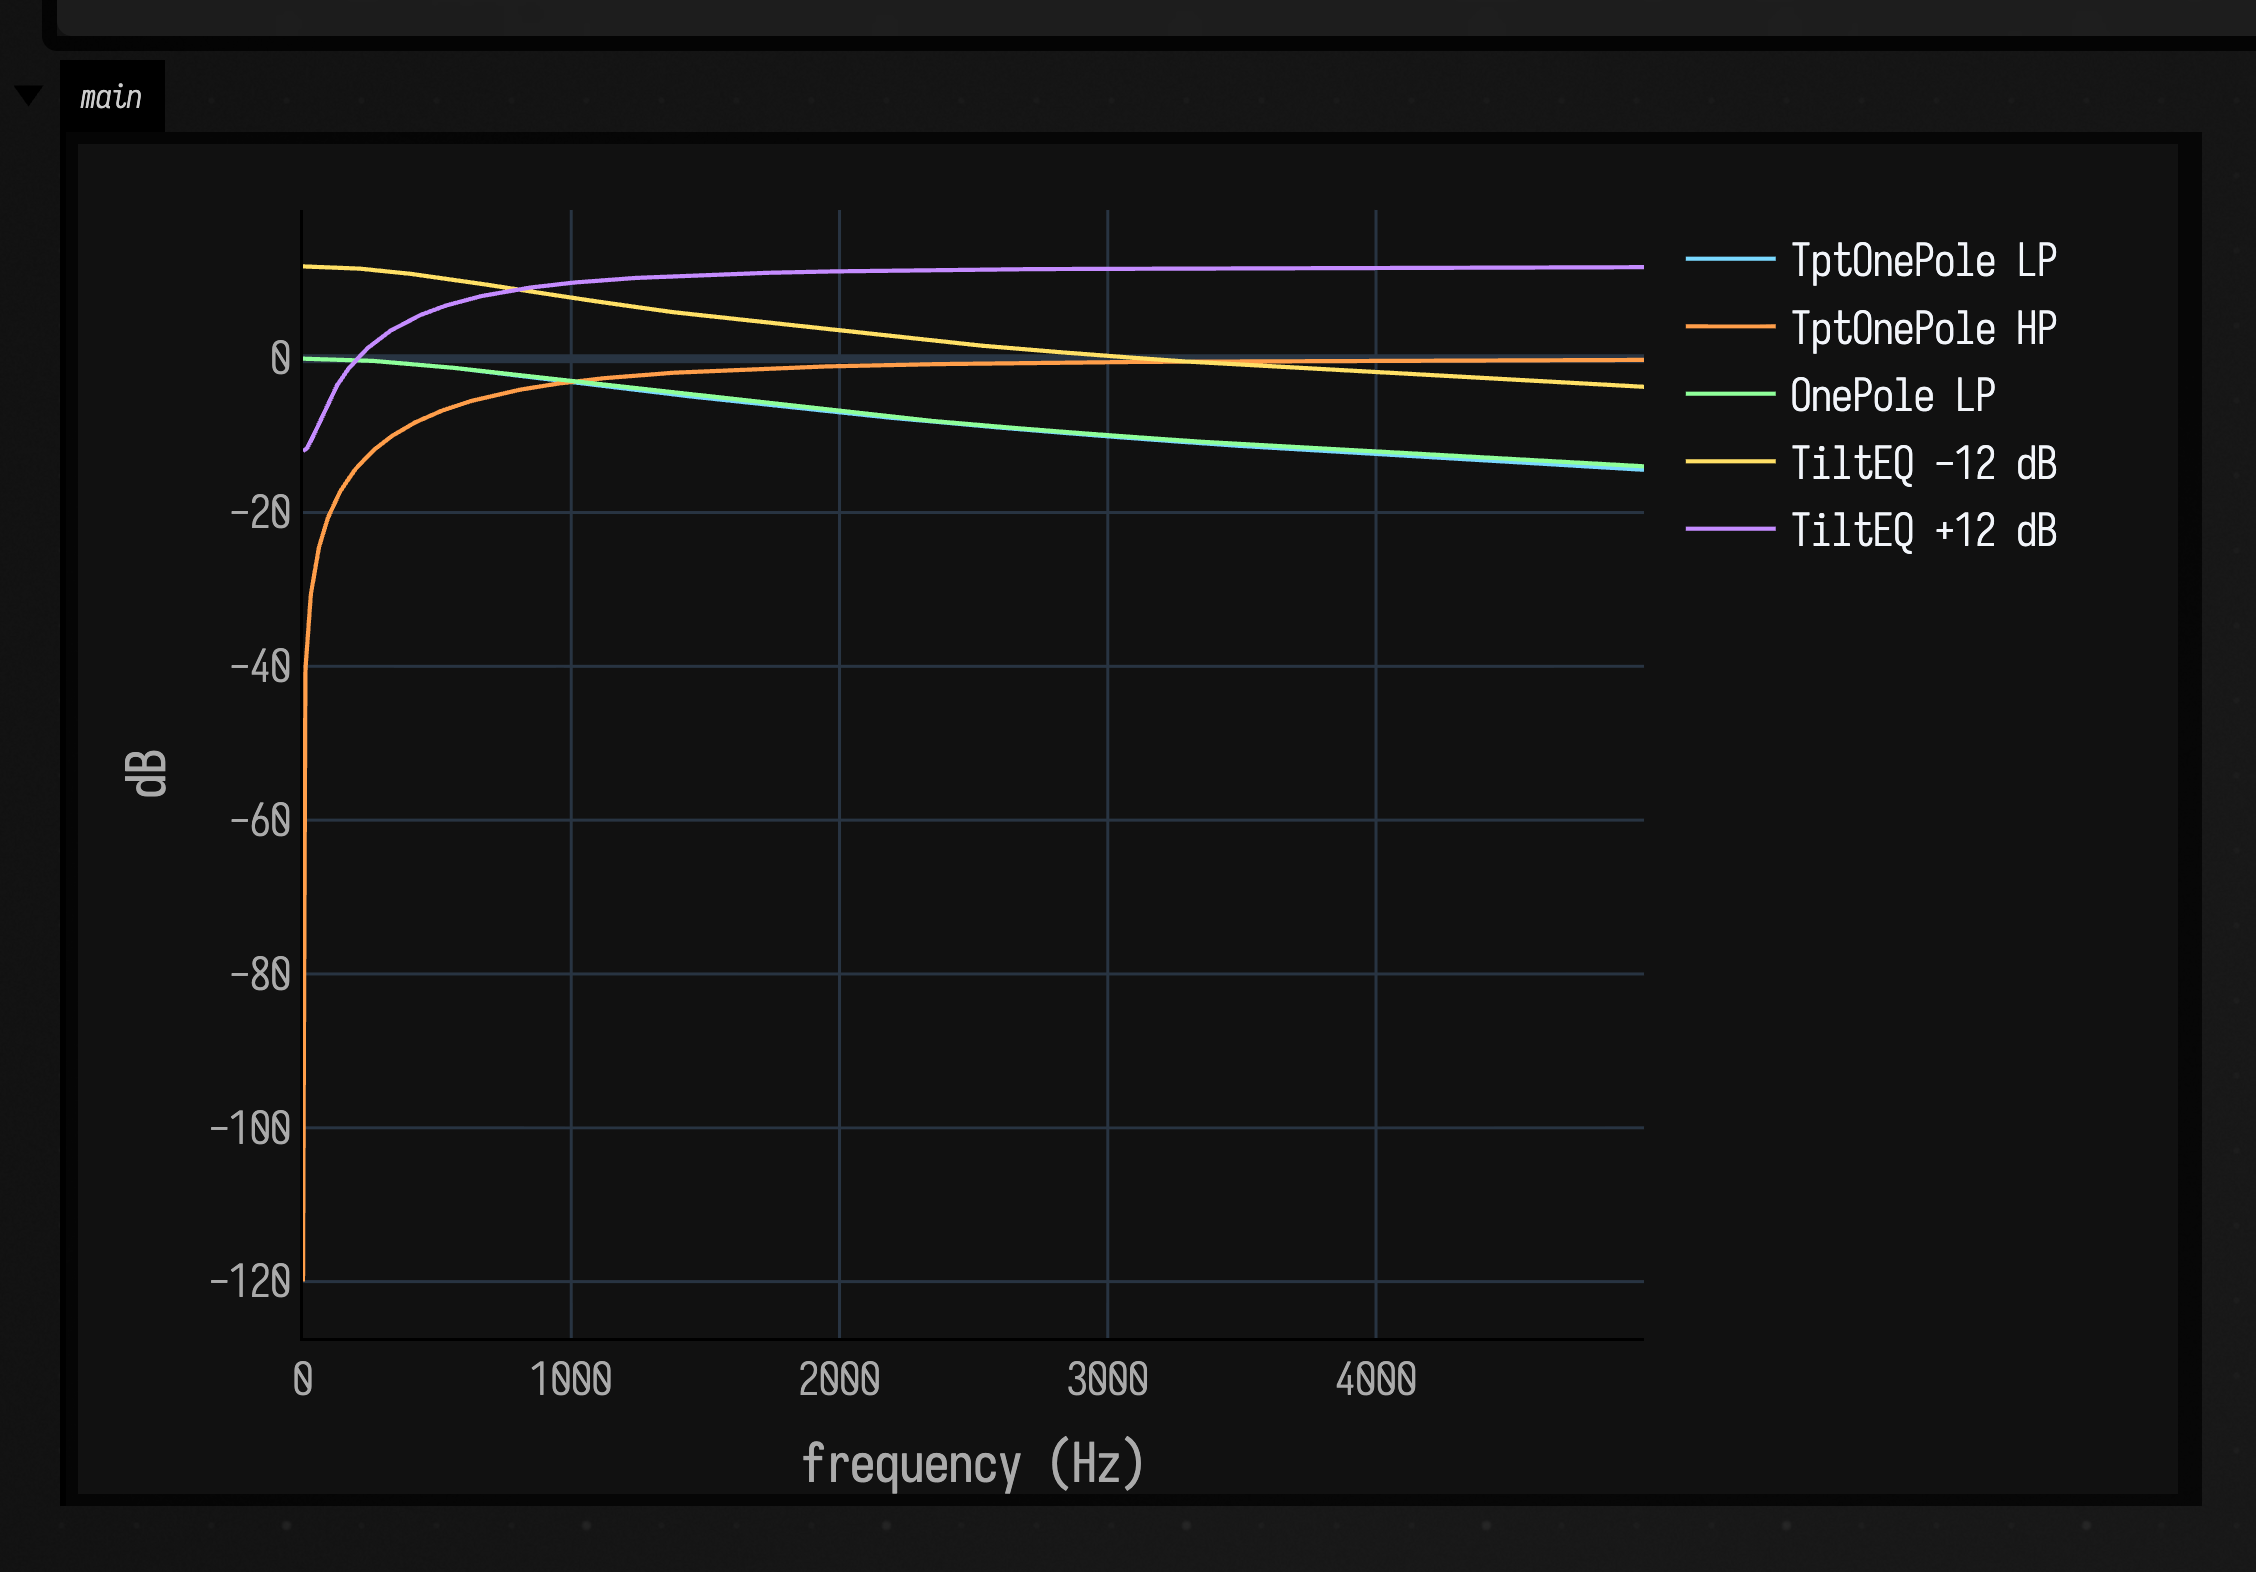 main
TptOnePole LP
TptOnePole HP
OnePole LP
TiltEQ −12 dB
TiltEQ +12 dB
0
−20
−40
−60
−80
−100
−120
dB
0 1000 2000 3000 4000
frequency (Hz)